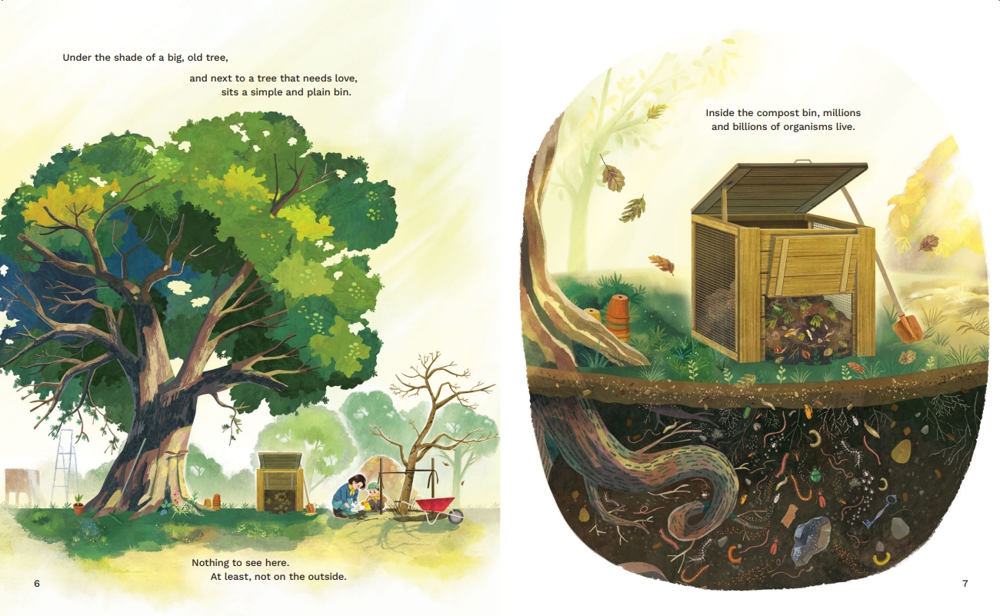 Under the shade of a big, old tree,
and next to a tree that needs love,
sits a simple and plain bin.
Nothing to see here.
At least, not on the outside.
6
Inside the compost bin, millions
and billions of organisms live.
7